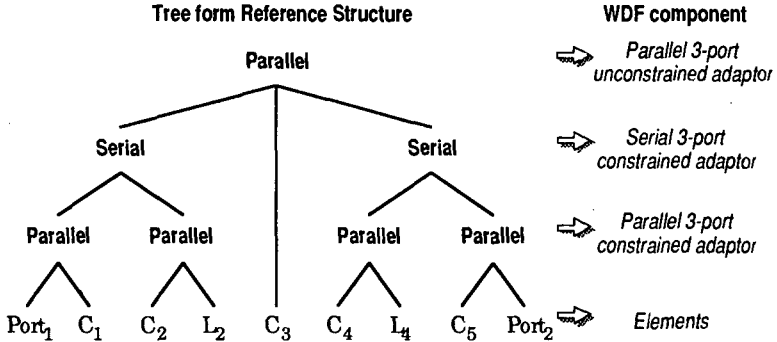 Tree form Reference Structure WDF component
Parallel Parallel 3-port
unconstrained adaptor
Serial Serial Serial 3-port
constrained adaptor
Parallel Parallel Parallel Parallel Parallel 3-port
constrained adaptor
Port₁ C₁ C₂ L₂ C₃ C₄ L₄ C₅ Port₂ Elements